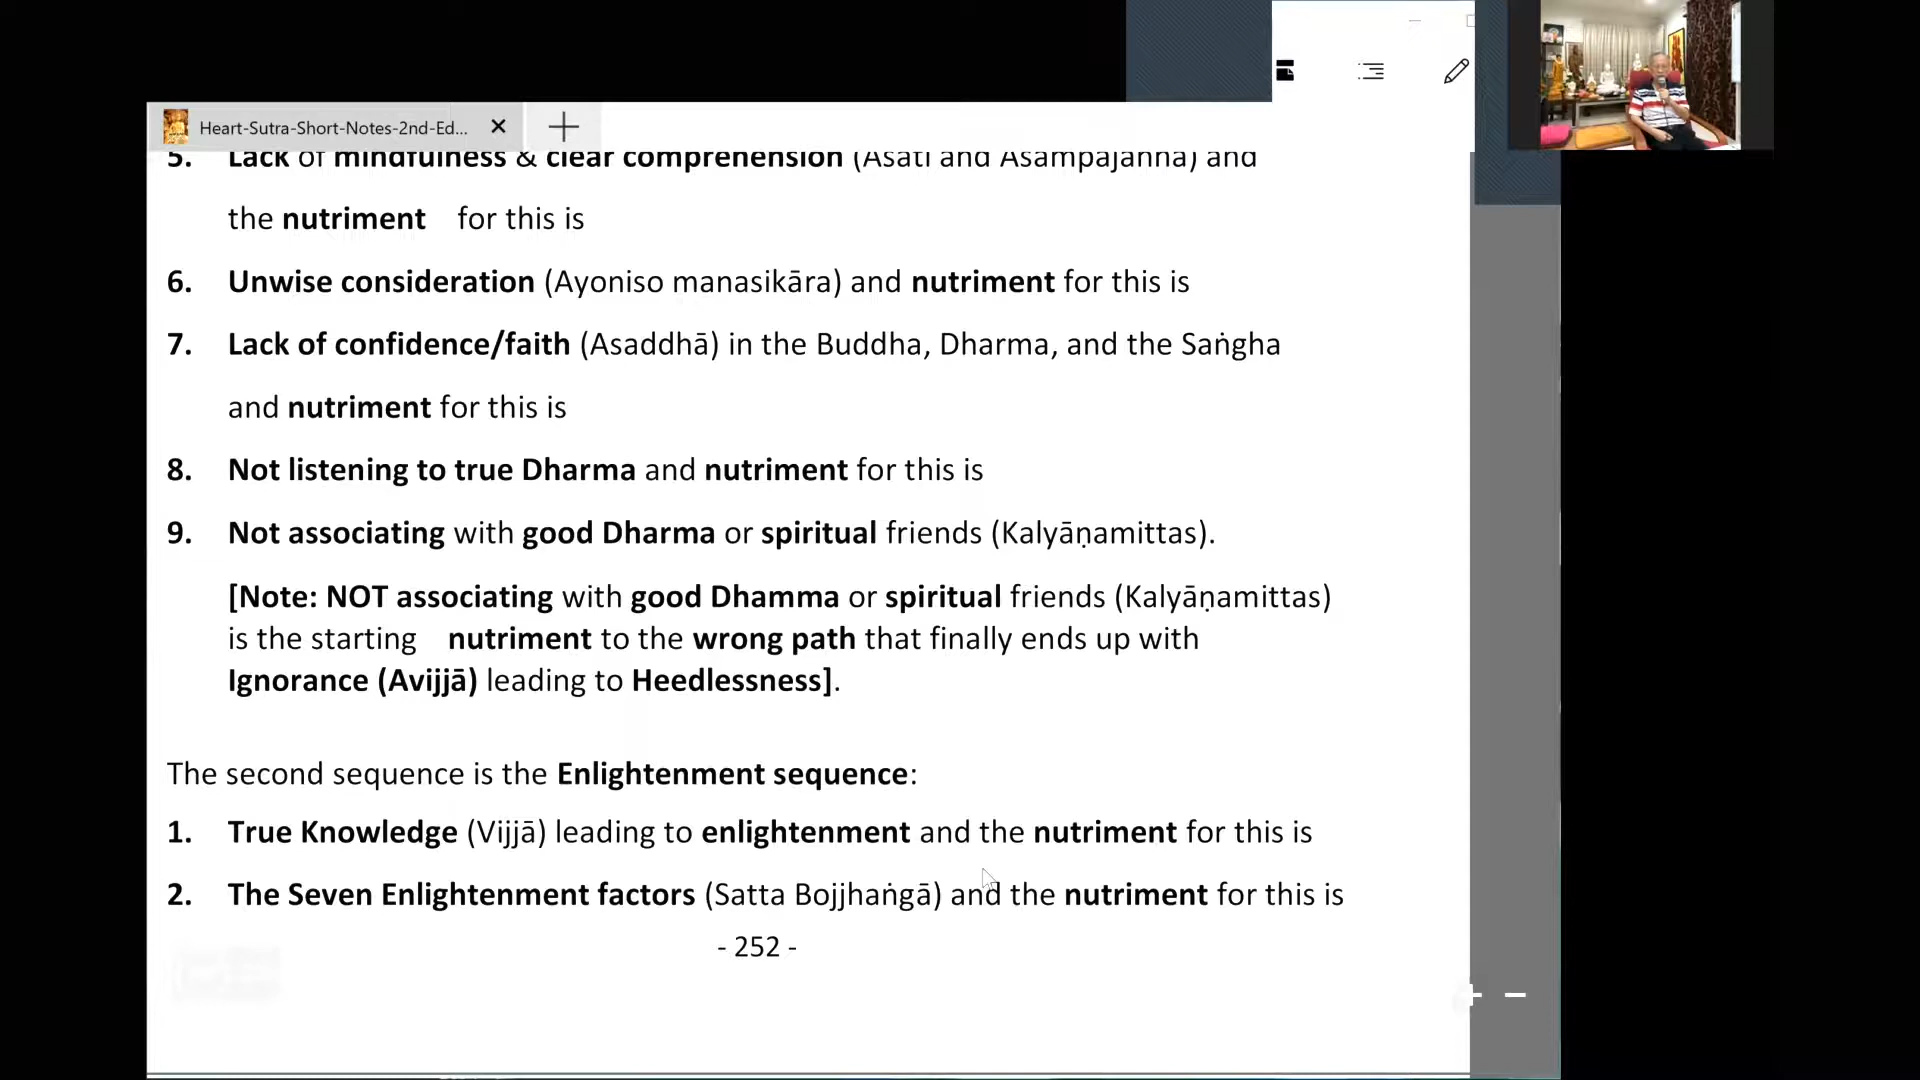 Heart-Sutra-Short-Notes-2nd-Ed...
5. Lack of mindfulness & clear comprehension (Asati and Asampajañña) and
the nutriment for this is
6. Unwise consideration (Ayoniso manasikāra) and nutriment for this is
7. Lack of confidence/faith (Asaddhā) in the Buddha, Dharma, and the Saṅgha
and nutriment for this is
8. Not listening to true Dharma and nutriment for this is
9. Not associating with good Dharma or spiritual friends (Kalyāṇamittas).
[Note: NOT associating with good Dhamma or spiritual friends (Kalyāṇamittas)
is the starting nutriment to the wrong path that finally ends up with
Ignorance (Avijjā) leading to Heedlessness].
The second sequence is the Enlightenment sequence:
1. True Knowledge (Vijjā) leading to enlightenment and the nutriment for this is
2. The Seven Enlightenment factors (Satta Bojjhaṅgā) and the nutriment for this is
- 252 -